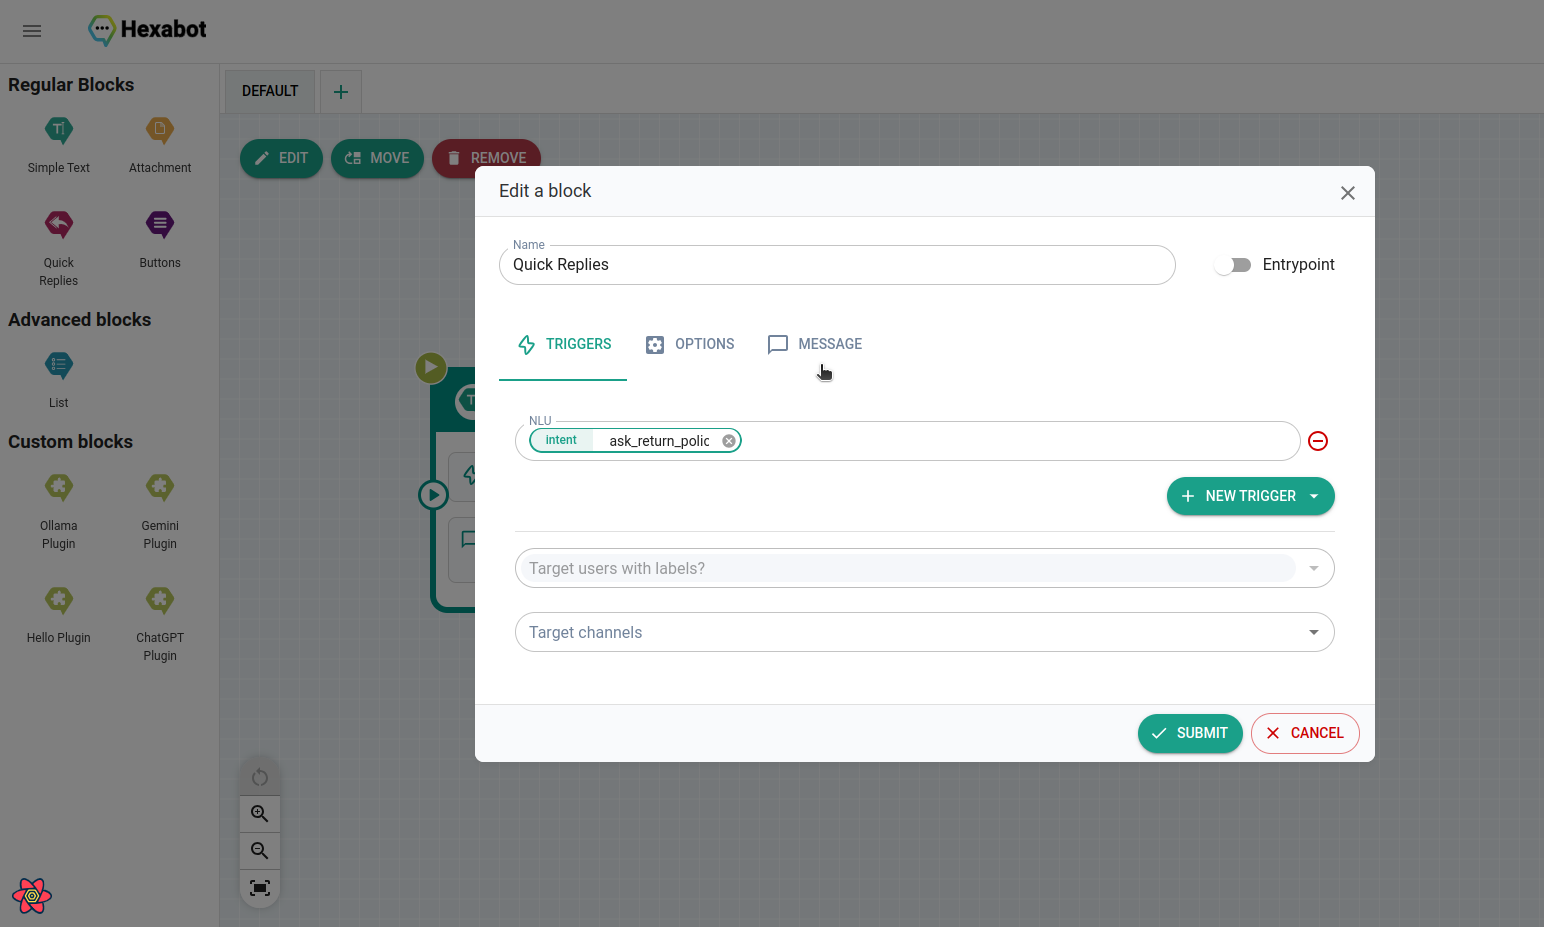 Hexabot
Regular Blocks
Simple Text
Attachment
Quick
Replies
Buttons
Advanced blocks
List
Custom blocks
Ollama
Plugin
Gemini
Plugin
Hello Plugin
ChatGPT
Plugin
DEFAULT
EDIT
MOVE
REMOVE
Edit a block
Name
Quick Replies
Entrypoint
TRIGGERS
OPTIONS
MESSAGE
NLU
intent
ask_return_polic
NEW TRIGGER
Target users with labels?
Target channels
SUBMIT
CANCEL